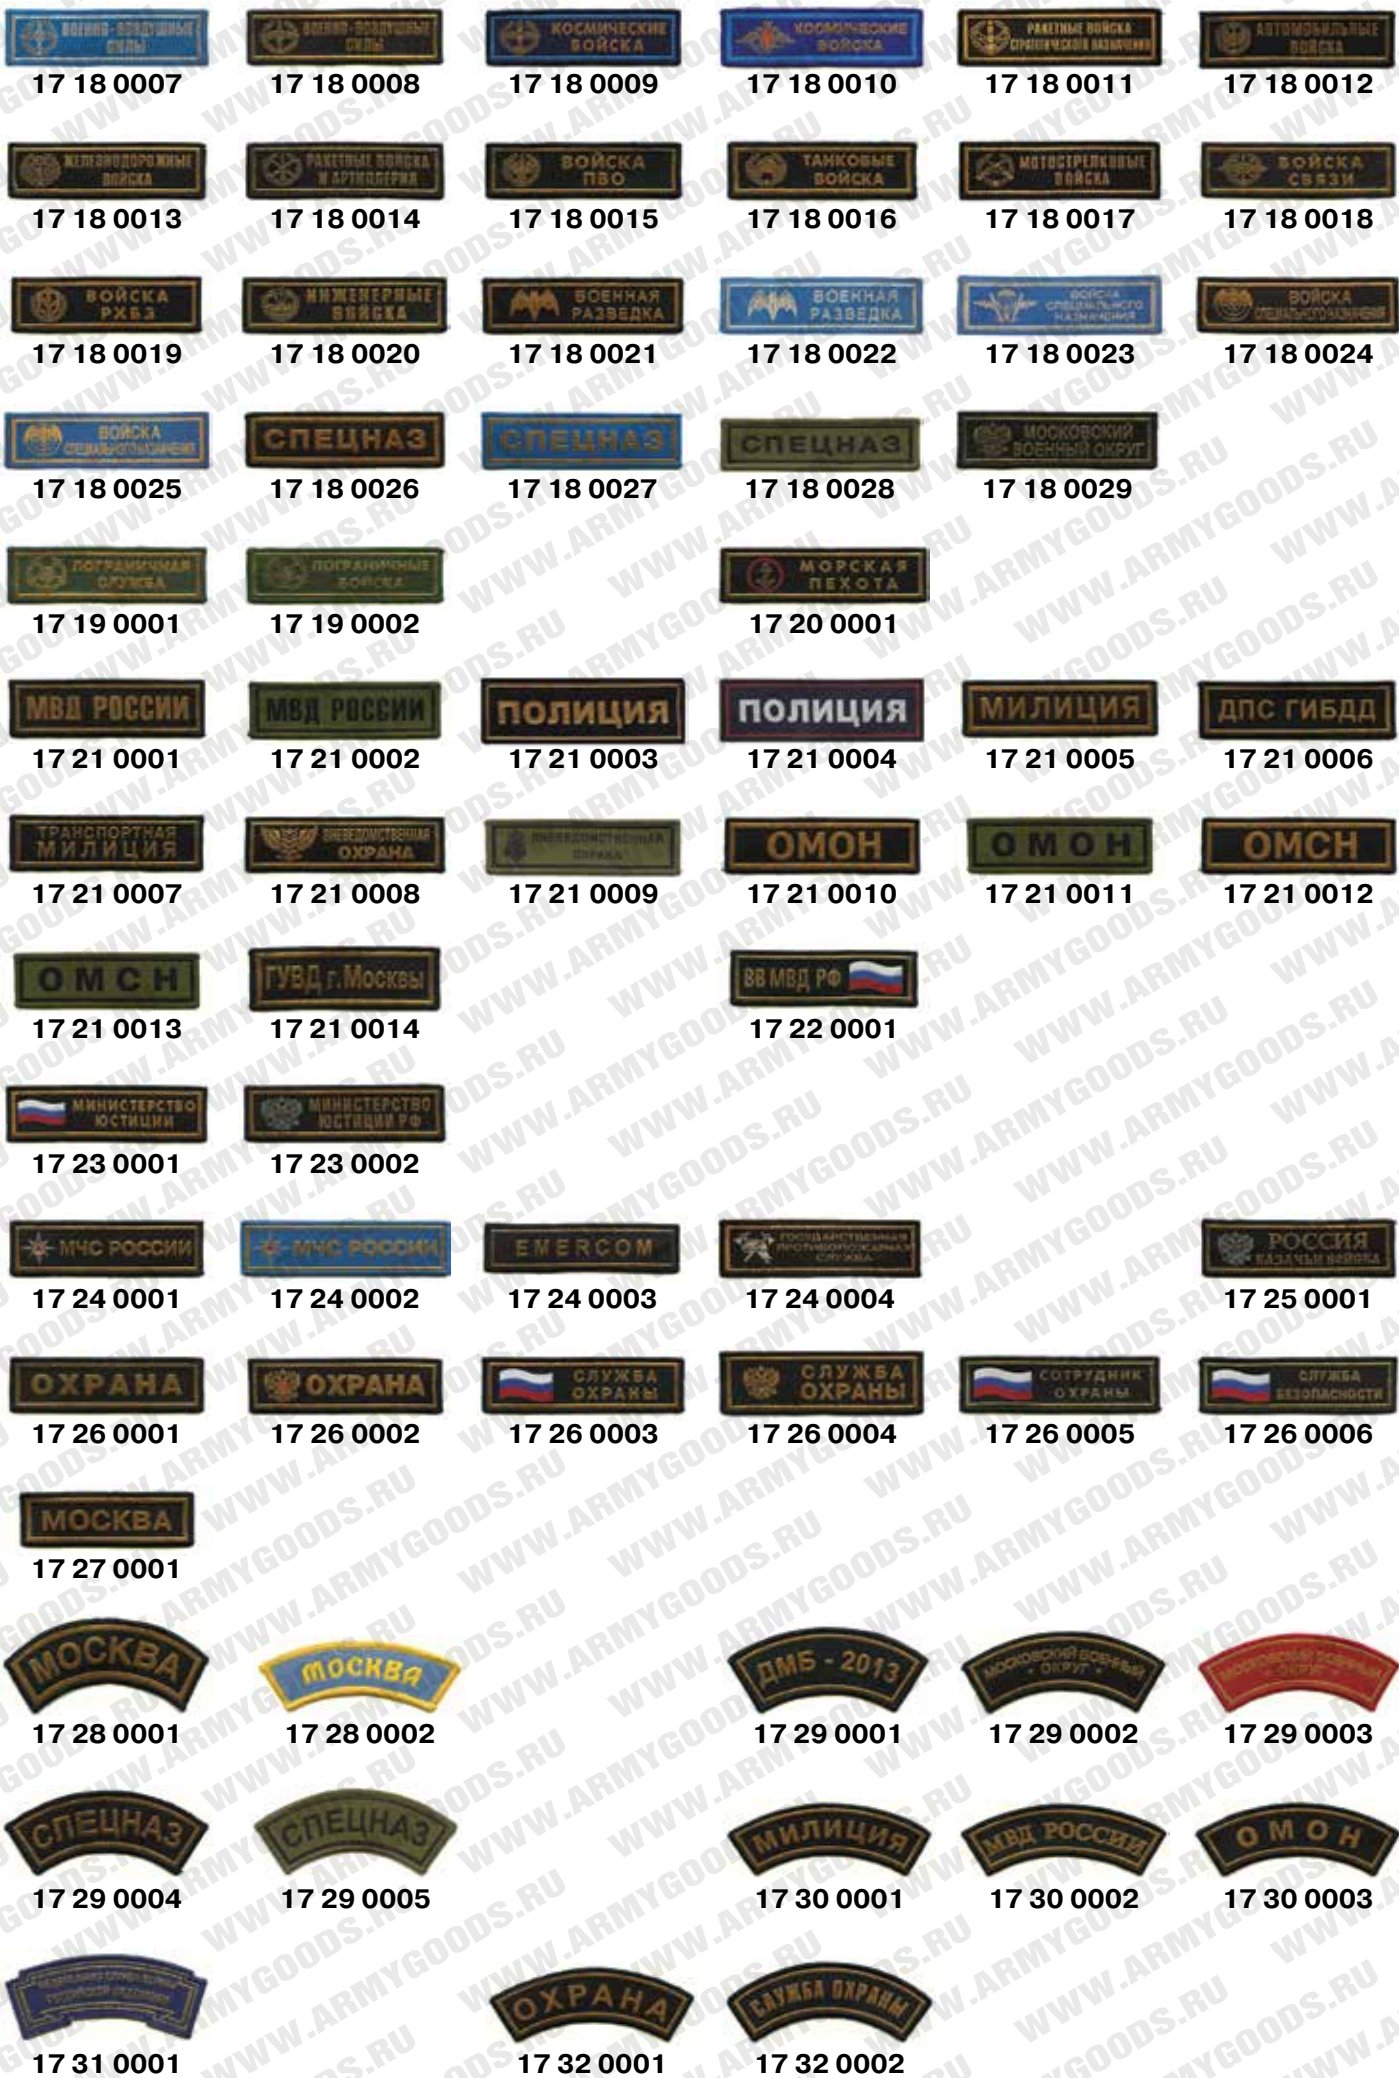 ВОЕННО-ВОЗДУШНЫЕ
СИЛЫ
17 18 0007
ВОЕННО-ВОЗДУШНЫЕ
СИЛЫ
17 18 0008
КОСМИЧЕСКИЕ
ВОЙСКА
17 18 0009
КОСМИЧЕСКИЕ
ВОЙСКА
17 18 0010
РАКЕТНЫЕ ВОЙСКА
СТРАТЕГИЧЕСКОГО НАЗНАЧЕНИЯ
17 18 0011
АВТОМОБИЛЬНЫЕ
ВОЙСКА
17 18 0012
ЖЕЛЕЗНОДОРОЖНЫЕ
ВОЙСКА
17 18 0013
РАКЕТНЫЕ ВОЙСКА
И АРТИЛЛЕРИЯ
17 18 0014
ВОЙСКА
ПВО
17 18 0015
ТАНКОВЫЕ
ВОЙСКА
17 18 0016
МОТОСТРЕЛКОВЫЕ
ВОЙСКА
17 18 0017
ВОЙСКА
СВЯЗИ
17 18 0018
ВОЙСКА
РХБЗ
17 18 0019
ИНЖЕНЕРНЫЕ
ВОЙСКА
17 18 0020
ВОЕННАЯ
РАЗВЕДКА
17 18 0021
ВОЕННАЯ
РАЗВЕДКА
17 18 0022
ВОЙСКА
СПЕЦИАЛЬНОГО
НАЗНАЧЕНИЯ
17 18 0023
ВОЙСКА
СПЕЦИАЛЬНОГО НАЗНАЧЕНИЯ
17 18 0024
ВОЙСКА
СПЕЦИАЛЬНОГО НАЗНАЧЕНИЯ
17 18 0025
СПЕЦНАЗ
17 18 0026
СПЕЦНАЗ
17 18 0027
СПЕЦНАЗ
17 18 0028
МОСКОВСКИЙ
ВОЕННЫЙ ОКРУГ
17 18 0029
ПОГРАНИЧНАЯ
СЛУЖБА
17 19 0001
ПОГРАНИЧНЫЕ
ВОЙСКА
17 19 0002
МОРСКАЯ
ПЕХОТА
17 20 0001
МВД РОССИИ
17 21 0001
МВД РОССИИ
17 21 0002
ПОЛИЦИЯ
17 21 0003
ПОЛИЦИЯ
17 21 0004
МИЛИЦИЯ
17 21 0005
ДПС ГИБДД
17 21 0006
ТРАНСПОРТНАЯ
МИЛИЦИЯ
17 21 0007
ВНЕВЕДОМСТВЕННАЯ
ОХРАНА
17 21 0008
ВНЕВЕДОМСТВЕННАЯ
ОХРАНА
17 21 0009
ОМОН
17 21 0010
ОМОН
17 21 0011
ОМСН
17 21 0012
ОМСН
17 21 0013
ГУВД г.Москвы
17 21 0014
ВВ МВД РФ
17 22 0001
МИНИСТЕРСТВО
ЮСТИЦИИ
17 23 0001
МИНИСТЕРСТВО
ЮСТИЦИИ РФ
17 23 0002
МЧС РОССИИ
17 24 0001
МЧС РОССИИ
17 24 0002
EMERCOM
17 24 0003
ГОСУДАРСТВЕННАЯ
ПРОТИВОПОЖАРНАЯ
СЛУЖБА
17 24 0004
РОССИЯ
КАЗАЧЬИ ВОЙСКА
17 25 0001
ОХРАНА
17 26 0001
ОХРАНА
17 26 0002
СЛУЖБА
ОХРАНЫ
17 26 0003
СЛУЖБА
ОХРАНЫ
17 26 0004
СОТРУДНИК
ОХРАНЫ
17 26 0005
СЛУЖБА
БЕЗОПАСНОСТИ
17 26 0006
МОСКВА
17 27 0001
МОСКВА
17 28 0001
МОСКВА
17 28 0002
ДМБ - 2013
17 29 0001
МОСКОВСКИЙ ВОЕННЫЙ
• ОКРУГ •
17 29 0002
МОСКОВСКИЙ ВОЕННЫЙ
ОКРУГ
17 29 0003
СПЕЦНАЗ
17 29 0004
СПЕЦНАЗ
17 29 0005
МИЛИЦИЯ
17 30 0001
МВД РОССИИ
17 30 0002
ОМОН
17 30 0003
17 31 0001
ОХРАНА
17 32 0001
СЛУЖБА ОХРАНЫ
17 32 0002
WWW.ARMYGOODS.RU